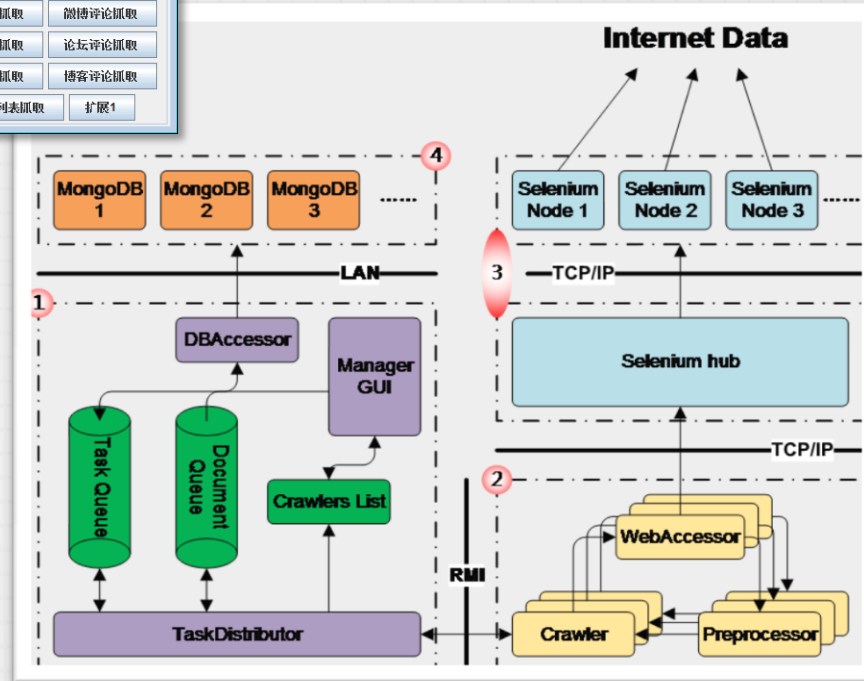 抓取
微博评论抓取
抓取
论坛评论抓取
抓取
博客评论抓取
列表抓取
扩展1
Internet Data
4
MongoDB
1
MongoDB
2
MongoDB
3
......
Selenium
Node 1
Selenium
Node 2
Selenium
Node 3
......
LAN
3
TCP/IP
1
DBAccessor
Manager
GUI
Selenium hub
Task Queue
Document
Queue
Crawlers List
TCP/IP
2
WebAccessor
RMI
TaskDistributor
Crawler
Preprocessor